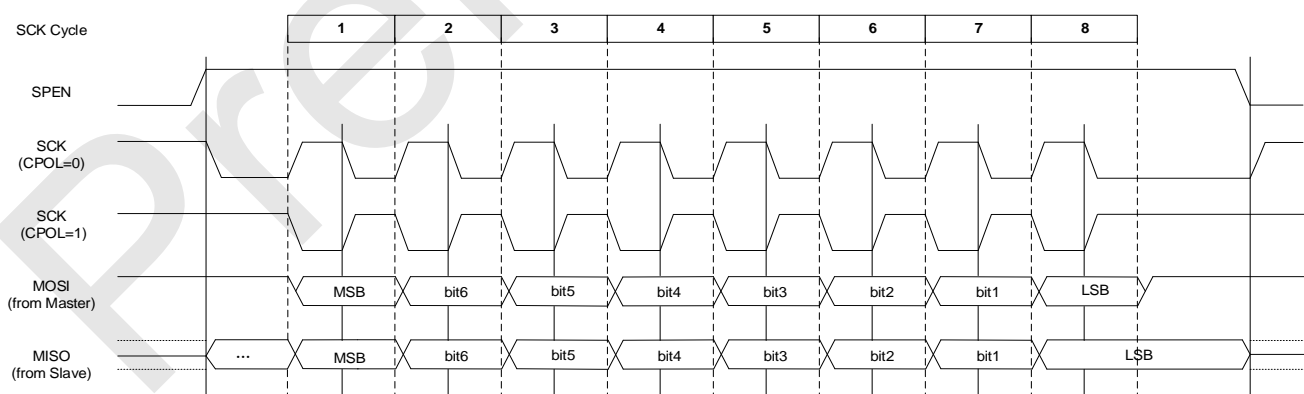 SCK Cycle
1 2 3 4 5 6 7 8
SPEN
SCK
(CPOL=0)
SCK
(CPOL=1)
MOSI
(from Master)
MSB bit6 bit5 bit4 bit3 bit2 bit1 LSB
MISO
(from Slave)
... MSB bit6 bit5 bit4 bit3 bit2 bit1 LSB
Pre